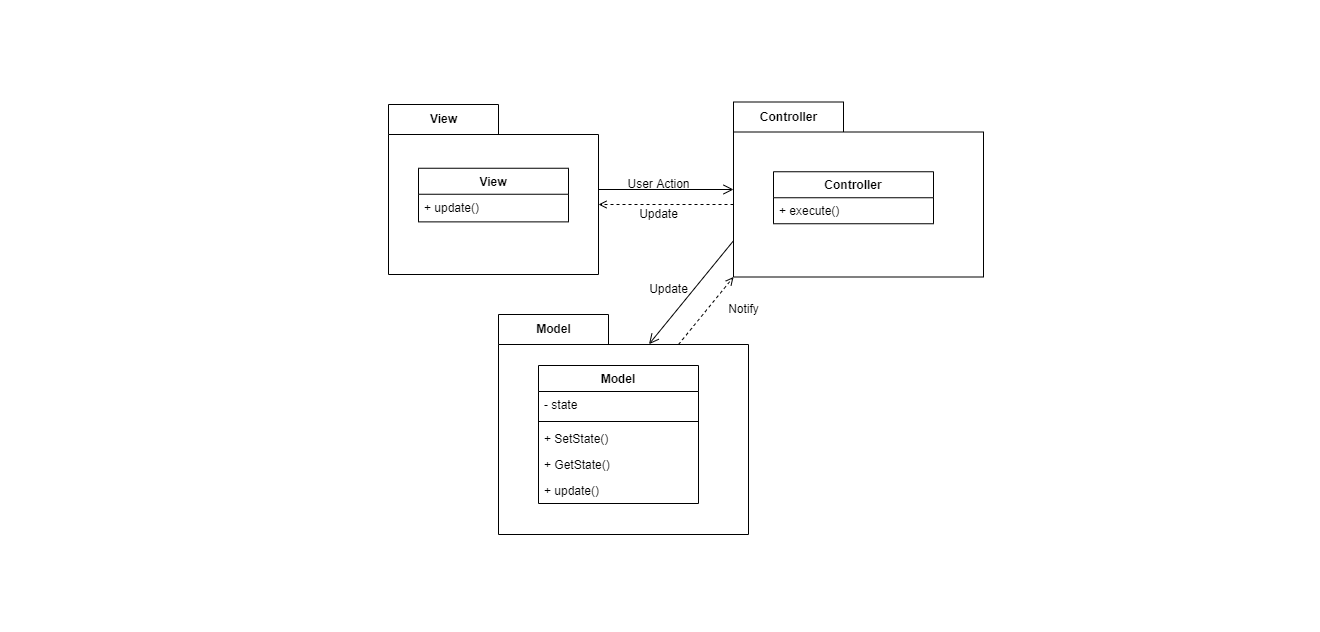 View
View
+ update()
User Action
Update
Controller
Controller
+ execute()
Update
Notify
Model
Model
- state
+ SetState()
+ GetState()
+ update()